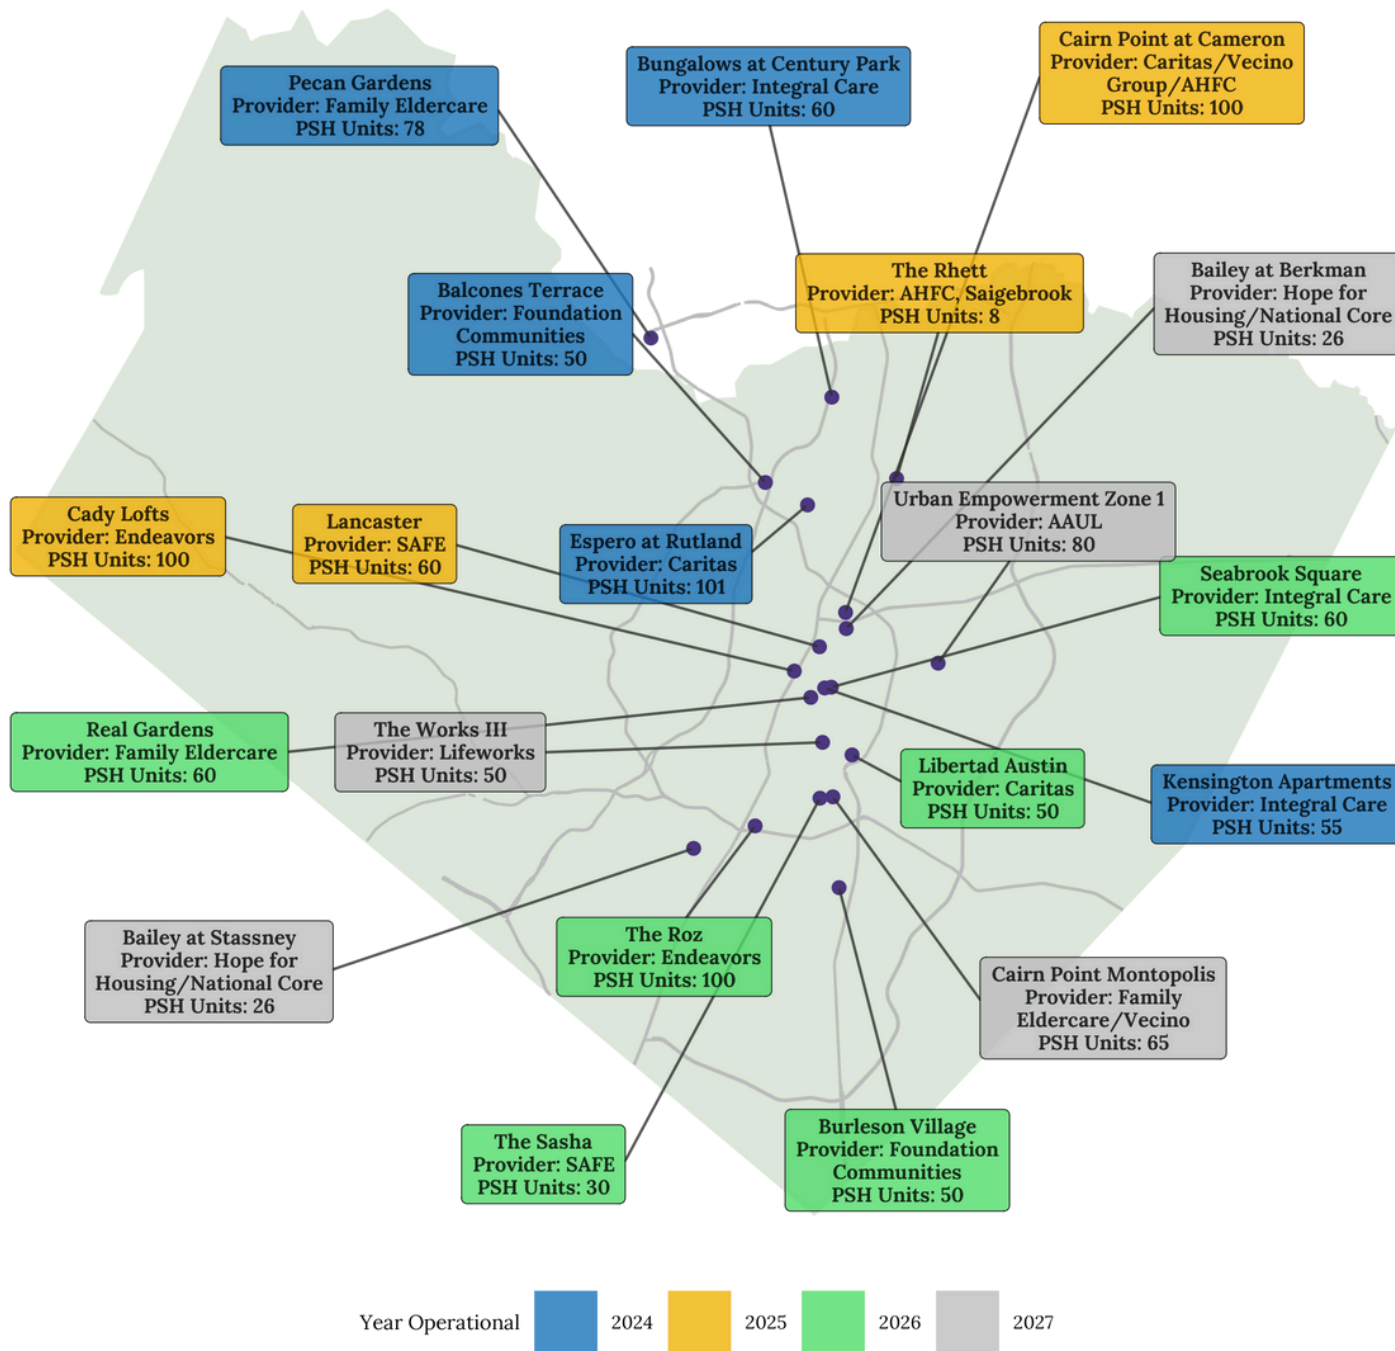 Pecan Gardens
Provider: Family Eldercare
PSH Units: 78
Bungalows at Century Park
Provider: Integral Care
PSH Units: 60
Cairn Point at Cameron
Provider: Caritas/Vecino
Group/AHFC
PSH Units: 100
Balcones Terrace
Provider: Foundation
Communities
PSH Units: 50
The Rhett
Provider: AHFC, Saigebrook
PSH Units: 8
Bailey at Berkman
Provider: Hope for
Housing/National Core
PSH Units: 26
Cady Lofts
Provider: Endeavors
PSH Units: 100
Lancaster
Provider: SAFE
PSH Units: 60
Espero at Rutland
Provider: Caritas
PSH Units: 101
Urban Empowerment Zone 1
Provider: AAUL
PSH Units: 80
Seabrook Square
Provider: Integral Care
PSH Units: 60
Real Gardens
Provider: Family Eldercare
PSH Units: 60
The Works III
Provider: Lifeworks
PSH Units: 50
Libertad Austin
Provider: Caritas
PSH Units: 50
Kensington Apartments
Provider: Integral Care
PSH Units: 55
Bailey at Stassney
Provider: Hope for
Housing/National Core
PSH Units: 26
The Roz
Provider: Endeavors
PSH Units: 100
Cairn Point Montopolis
Provider: Family
Eldercare/Vecino
PSH Units: 65
The Sasha
Provider: SAFE
PSH Units: 30
Burleson Village
Provider: Foundation
Communities
PSH Units: 50
Year Operational 2024 2025 2026 2027